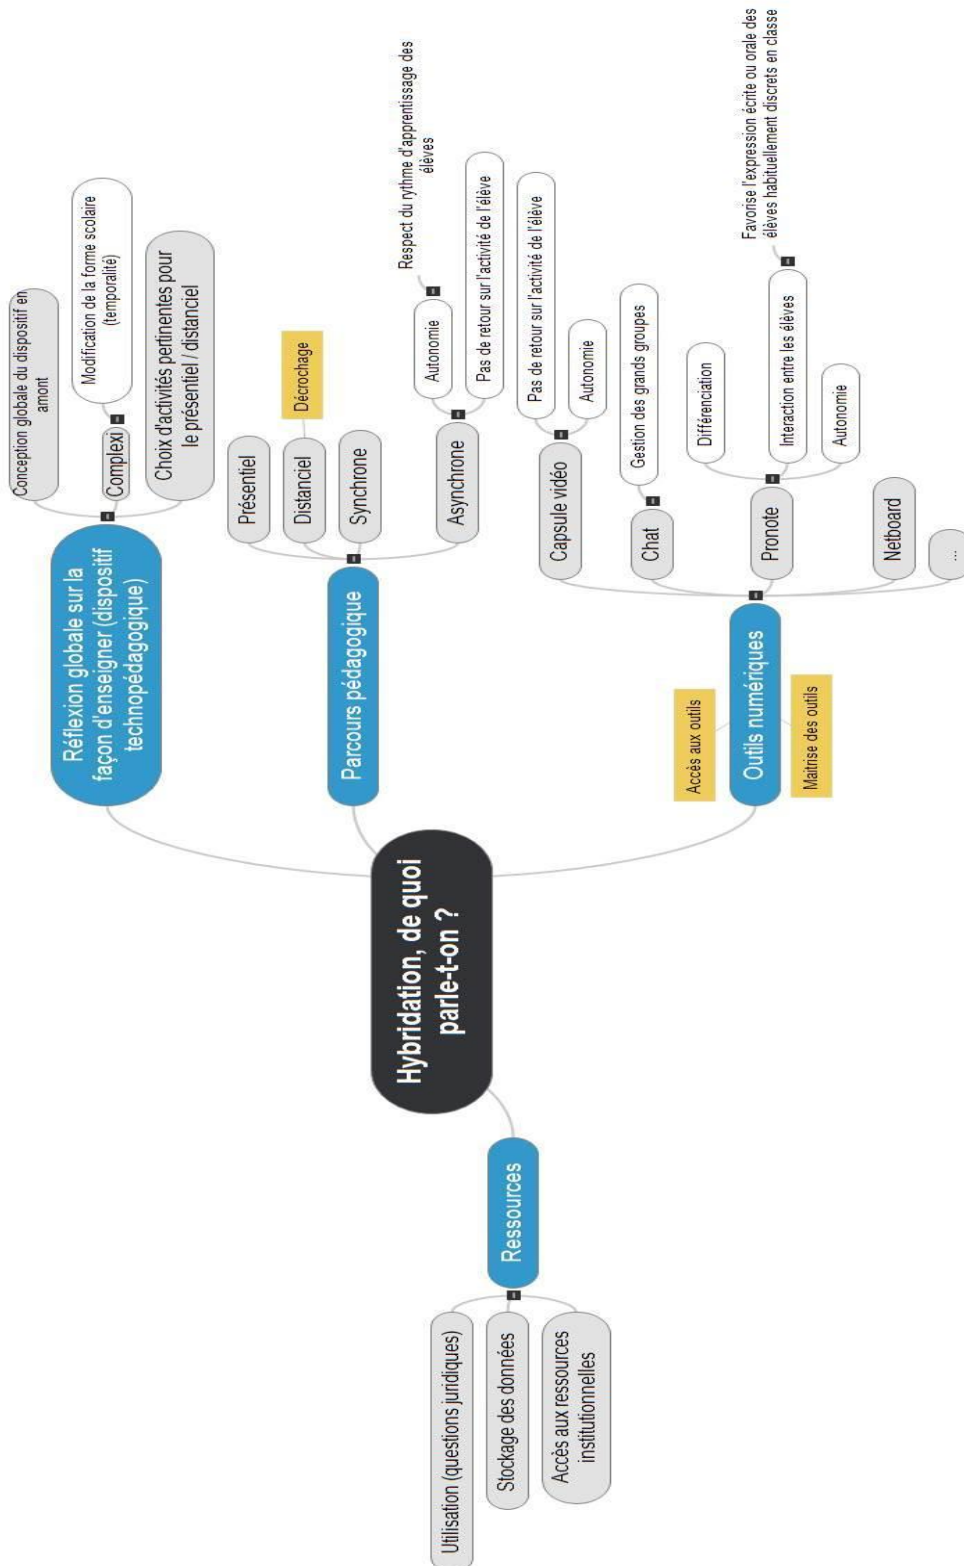 Hybridation, de quoi
parle-t-on ?
Réflexion globale sur la
façon d'enseigner (dispositif
technopédagogique)
Conception globale du dispositif en
amont
Complexi
Modification de la forme scolaire
(temporalité)
Choix d'activités pertinentes pour
le présentiel / distanciel
Parcours pédagogique
Présentiel
Distanciel
Décrochage
Synchrone
Asynchrone
Autonomie
Respect du rythme d'apprentissage des
élèves
Pas de retour sur l'activité de l'élève
Outils numériques
Accès aux outils
Maitrise des outils
Capsule vidéo
Pas de retour sur l'activité de l'élève
Autonomie
Chat
Gestion des grands groupes
Pronote
Différenciation
Interaction entre les élèves
Favorise l'expression écrite ou orale des
élèves habituellement discrets en classe
Autonomie
Netboard
...
Ressources
Utilisation (questions juridiques)
Stockage des données
Accès aux ressources
institutionnelles